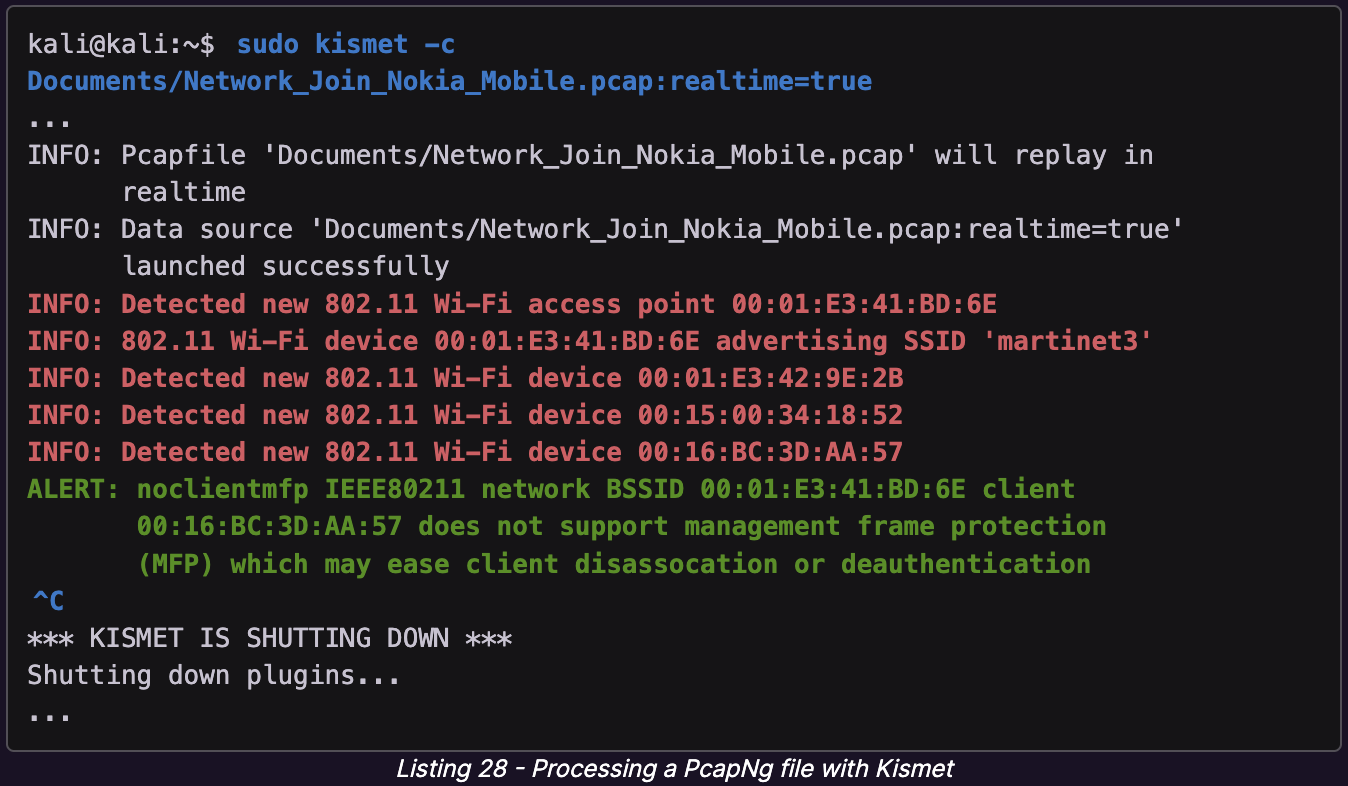 kali@kali:~$ sudo kismet -c
Documents/Network_Join_Nokia_Mobile.pcap:realtime=true
...
INFO: Pcapfile 'Documents/Network_Join_Nokia_Mobile.pcap' will replay in
realtime
INFO: Data source 'Documents/Network_Join_Nokia_Mobile.pcap:realtime=true'
launched successfully
INFO: Detected new 802.11 Wi-Fi access point 00:01:E3:41:BD:6E
INFO: 802.11 Wi-Fi device 00:01:E3:41:BD:6E advertising SSID 'martinet3'
INFO: Detected new 802.11 Wi-Fi device 00:01:E3:42:9E:2B
INFO: Detected new 802.11 Wi-Fi device 00:15:00:34:18:52
INFO: Detected new 802.11 Wi-Fi device 00:16:BC:3D:AA:57
ALERT: noclientmfp IEEE80211 network BSSID 00:01:E3:41:BD:6E client
00:16:BC:3D:AA:57 does not support management frame protection
(MFP) which may ease client disassocation or deauthentication
^C
*** KISMET IS SHUTTING DOWN ***
Shutting down plugins...
...
Listing 28 - Processing a PcapNg file with Kismet